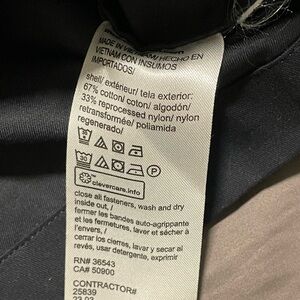 MADE IN VIETNAM/ HECHO EN
VIETNAM CON INSUMOS
IMPORTADOS/
shell/ extérieur/ tela exterior:
67% cotton/ coton/ algodón/
33% reprocessed nylon/ nylon
retransformée/ poliamida
regenerado/
30
clevercare.info
close all fasteners, wash and dry
inside out, /
fermer les bandes auto-agrippante
et les fermetures, laver et sécher à
l'envers, /
cerrar los cierres, lavar y secar al
revés, usar detergente ecológico.
RN# 36543
CA# 50900
CONTRACTOR#
25839